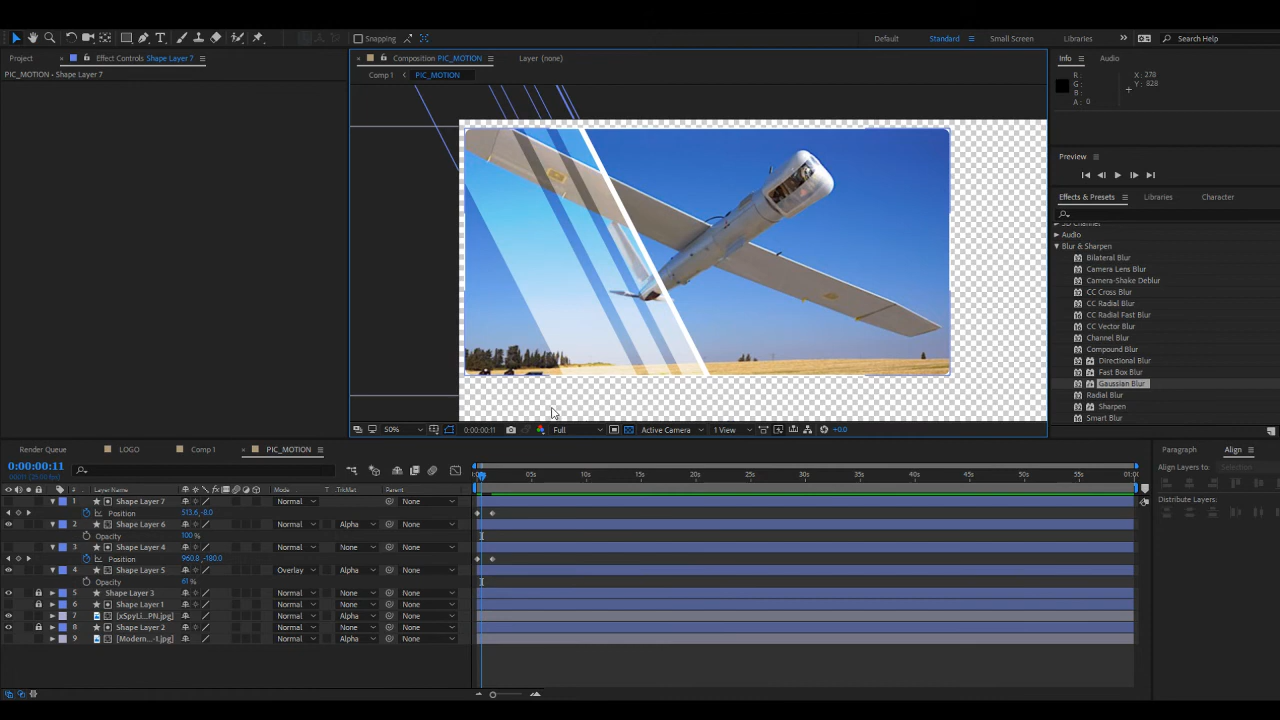 Snapping
Default
Standard
Small Screen
Libraries
Search Help
Project
Effect Controls Shape Layer 7
Composition PIC_MOTION
Layer (none)
Info
Audio
PIC_MOTION • Shape Layer 7
Comp 1
PIC_MOTION
R:
G:
B:
A: 0
X: 278
Y: 828
Preview
Effects & Presets
Libraries
Character
Audio
Blur & Sharpen
Bilateral Blur
Camera Lens Blur
Camera-Shake Deblur
CC Cross Blur
CC Radial Blur
CC Radial Fast Blur
CC Vector Blur
Channel Blur
Compound Blur
Directional Blur
Fast Box Blur
Gaussian Blur
Radial Blur
Sharpen
Smart Blur
50%
0:00:00:11
Full
Active Camera
1 View
+0.0
Render Queue
LOGO
Comp 1
PIC_MOTION
Paragraph
Align
0:00:00:11
Align Layers to:
Selection
Distribute Layers:
05s
10s
15s
20s
25s
30s
35s
40s
45s
50s
55s
Layer Name
Mode
T
TrkMat
Parent
1
Shape Layer 7
Normal
None
Position
513.6,-8.0
2
Shape Layer 6
Normal
Alpha
None
Opacity
100 %
3
Shape Layer 4
Normal
None
None
Position
960.8,-180.0
4
Shape Layer 5
Overlay
Alpha
None
Opacity
61 %
5
Shape Layer 3
Normal
None
None
6
Shape Layer 1
Normal
None
None
7
[xSpyLi...PN.jpg]
Normal
Alpha
None
8
Shape Layer 2
Normal
None
None
9
[Modern...-1.jpg]
Normal
Alpha
None